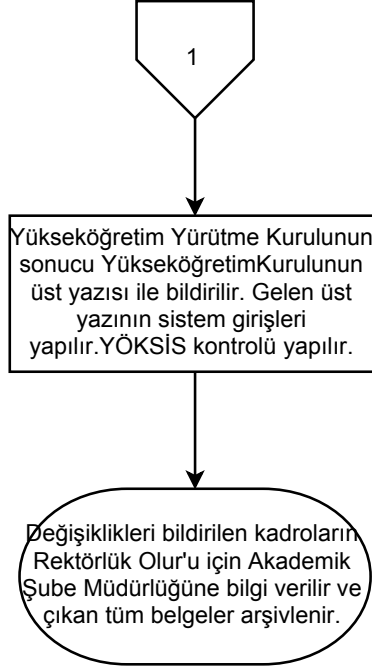 1
Yükseköğretim Yürütme Kurulunun
sonucu YükseköğretimKurulunun
üst yazısı ile bildirilir. Gelen üst
yazının sistem girişleri
yapılır.YÖKSİS kontrolü yapılır.
Değişiklikleri bildirilen kadroların
Rektörlük Olur'u için Akademik
Şube Müdürlüğüne bilgi verilir ve
çıkan tüm belgeler arşivlenir.